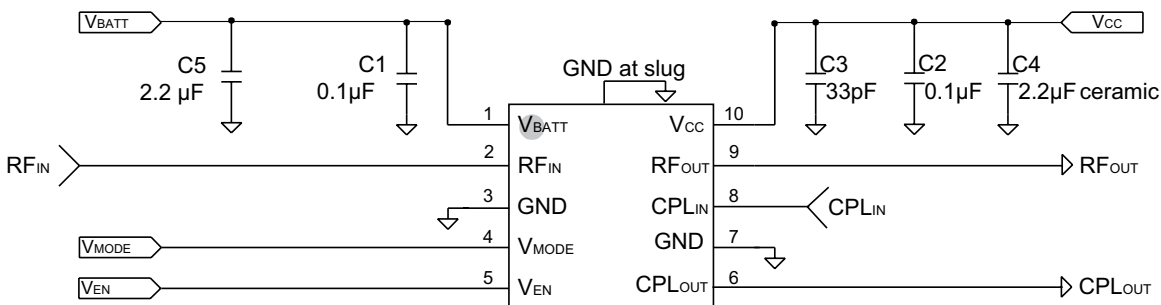 VBATT
VCC
C5
2.2 µF
C1
0.1µF
GND at slug
C3
33pF
C2
0.1µF
C4
2.2µF ceramic
1
VBATT
VCC
10
RFIN
2
RFIN
RFOUT
9
RFOUT
3
GND
CPLIN
8
CPLIN
VMODE
4
VMODE
GND
7
VEN
5
VEN
CPLOUT
6
CPLOUT